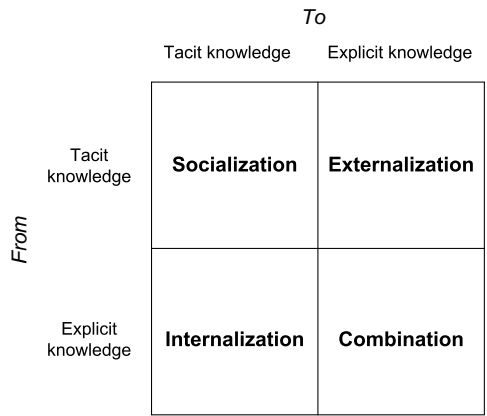 To
Tacit knowledge
Explicit knowledge
Tacit
knowledge
Socialization
Externalization
From
Explicit
knowledge
Internalization
Combination